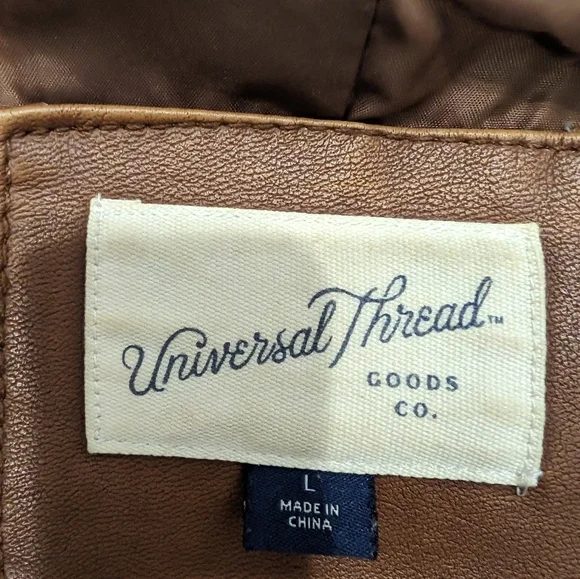 Universal Thread™
GOODS
CO.
L
MADE IN
CHINA